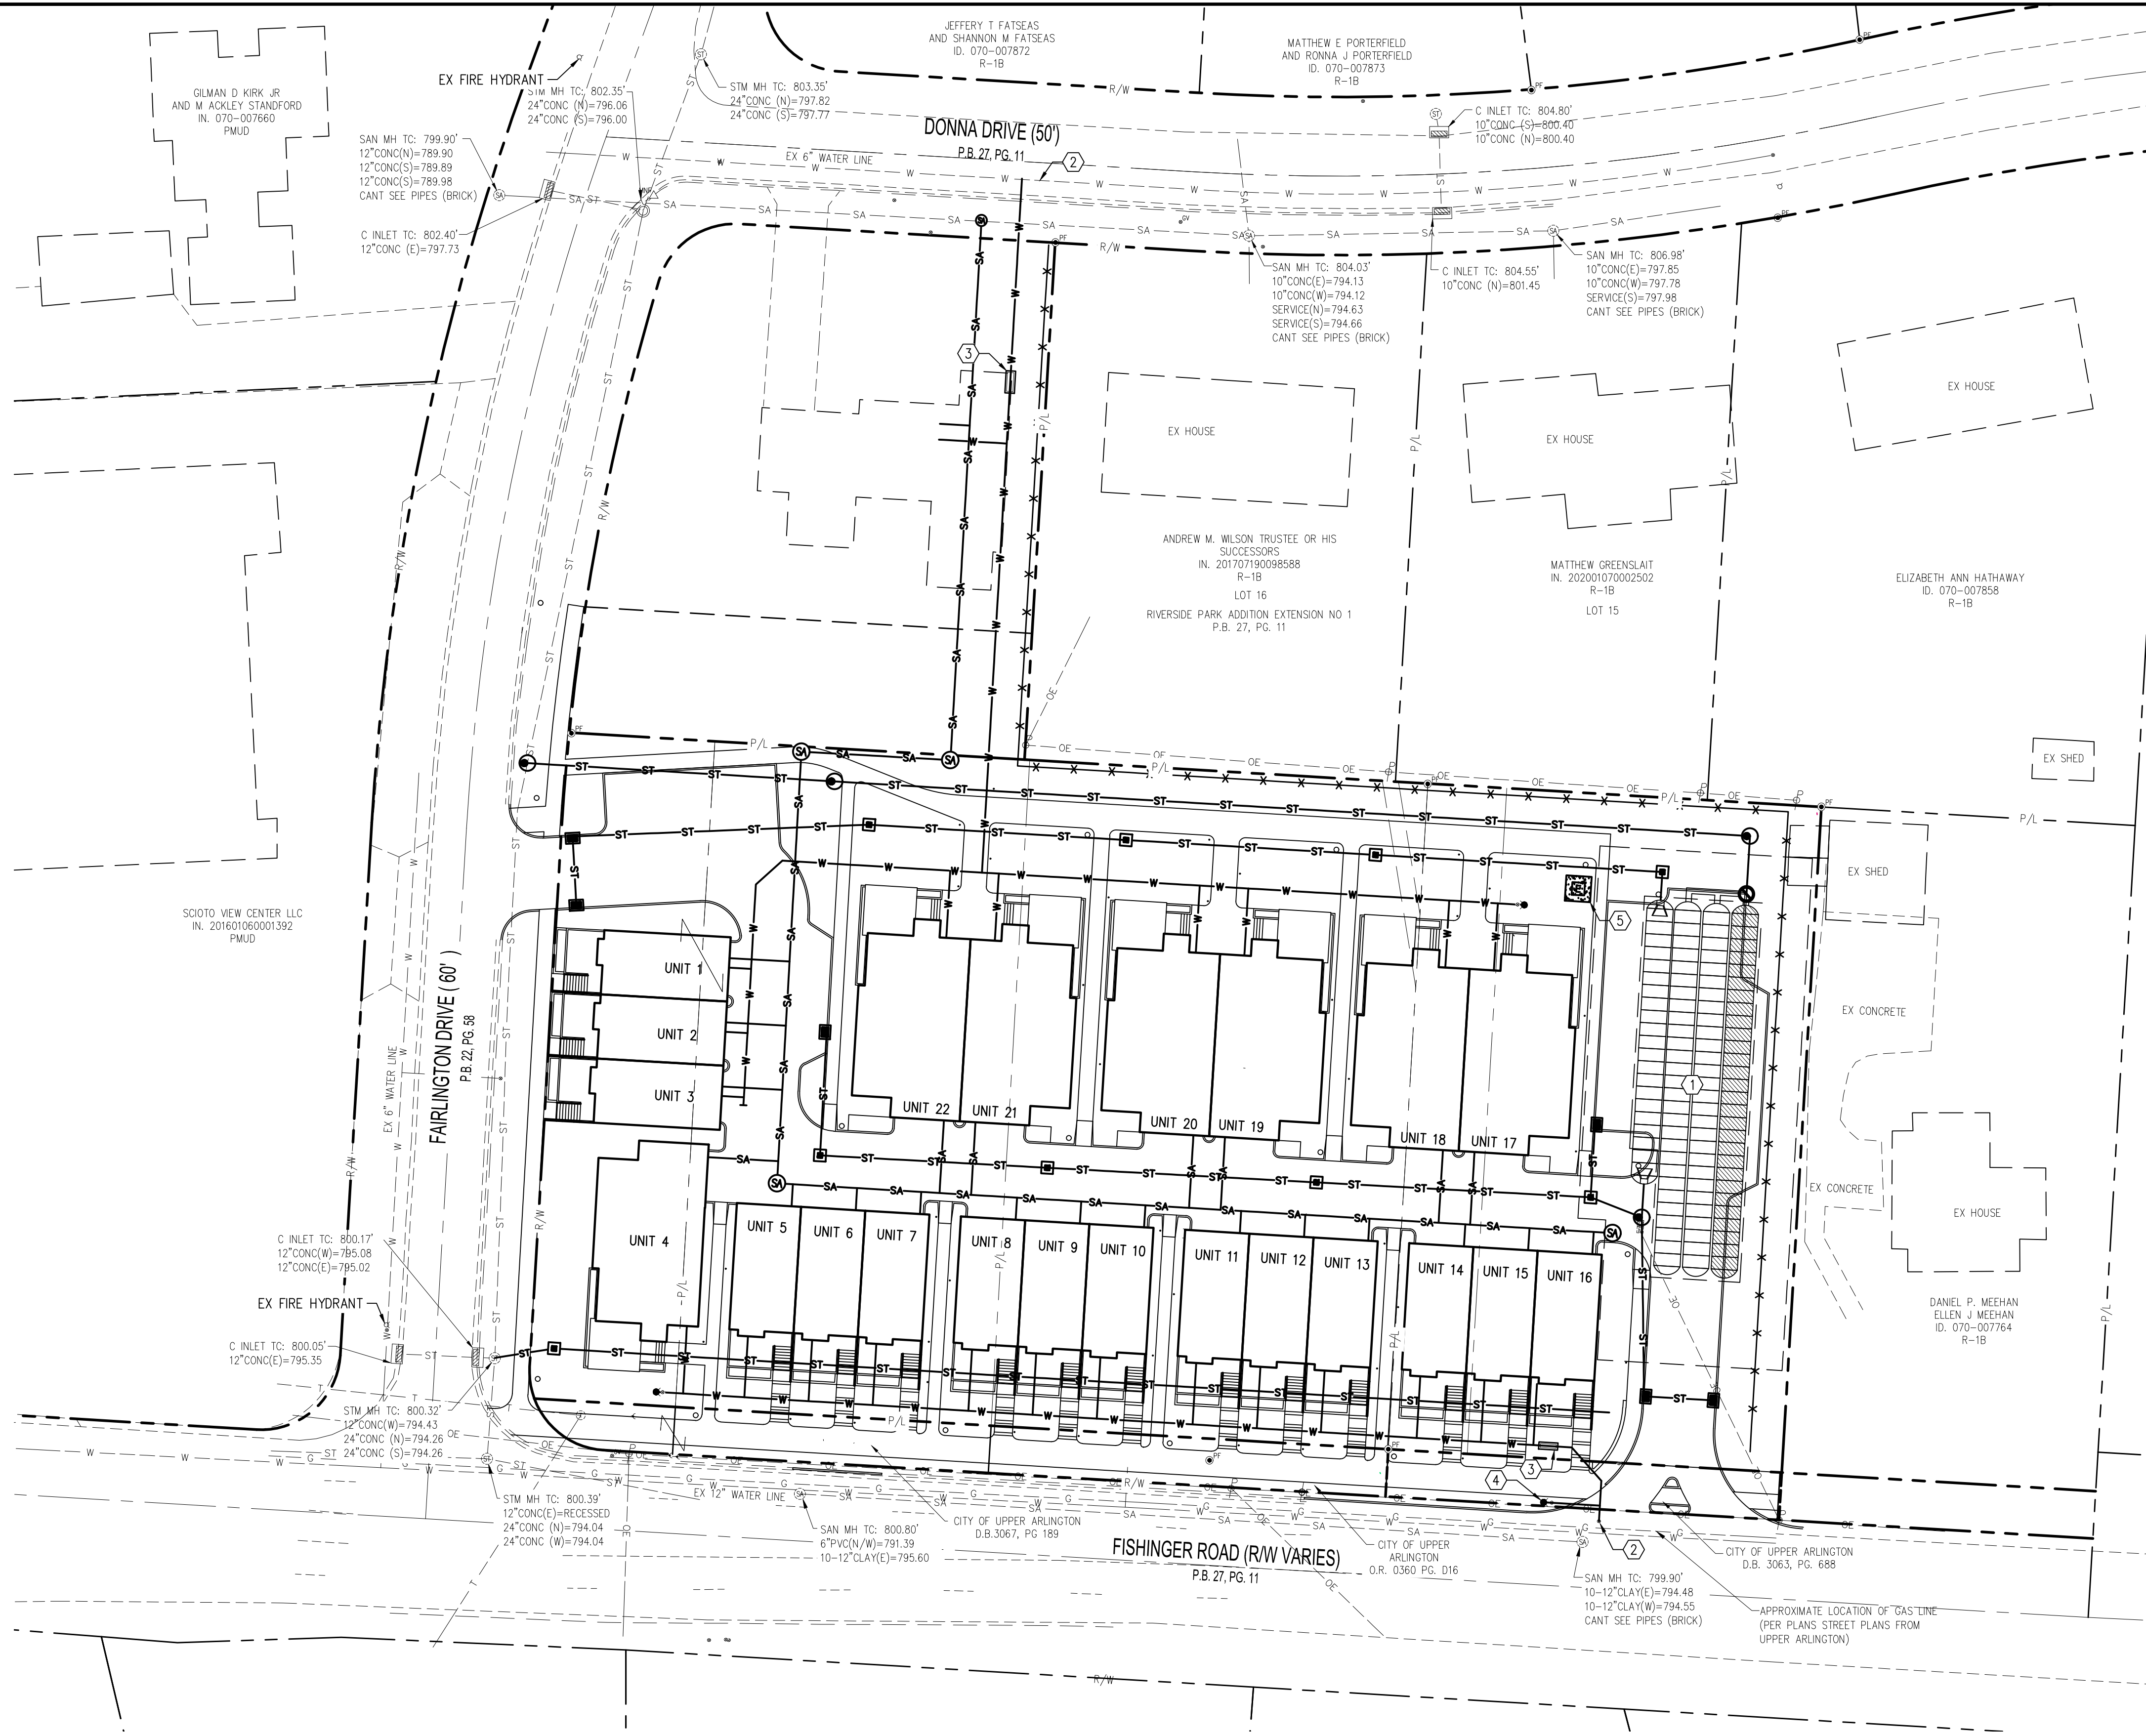 JEFFERY T FATSEAS
AND SHANNON M FATSEAS
ID. 070-007872
R-1B
MATTHEW E PORTERFIELD
AND RONNA J PORTERFIELD
ID. 070-007873
R-1B
GILMAN D KIRK JR
AND M ACKLEY STANDFORD
IN. 070-007660
PMUD
EX FIRE HYDRANT
STM MH TC: 802.35'
24"CONC (N)=796.06
24"CONC (S)=796.00
STM MH TC: 803.35'
24"CONC (N)=797.82
24"CONC (S)=797.77
SAN MH TC: 799.90'
12"CONC(N)=789.90
12"CONC(S)=789.89
12"CONC(S)=789.98
CANT SEE PIPES (BRICK)
C INLET TC: 802.40'
12"CONC (E)=797.73
DONNA DRIVE (50')
P.B. 27, PG. 11
EX 6" WATER LINE
2
C INLET TC: 804.80'
10"CONC (S)=800.40
10"CONC (N)=800.40
R/W
R/W
SAN MH TC: 804.03'
10"CONC(E)=794.13
10"CONC(W)=794.12
SERVICE(N)=794.63
SERVICE(S)=794.66
CANT SEE PIPES (BRICK)
C INLET TC: 804.55'
10"CONC (N)=801.45
SAN MH TC: 806.98'
10"CONC(E)=797.85
10"CONC(W)=797.78
SERVICE(S)=797.98
CANT SEE PIPES (BRICK)
3
EX HOUSE
EX HOUSE
EX HOUSE
P/L
P/L
P/L
R/W
R/W
ANDREW M. WILSON TRUSTEE OR HIS
SUCCESSORS
IN. 201707190098588
R-1B
LOT 16
RIVERSIDE PARK ADDITION EXTENSION NO 1
P.B. 27, PG. 11
MATTHEW GREENSLAIT
IN. 202001070002502
R-1B
LOT 15
ELIZABETH ANN HATHAWAY
ID. 070-007858
R-1B
EX SHED
P/L
P/L
P/L
P/L
EX SHED
5
SCIOTO VIEW CENTER LLC
IN. 201601060001392
PMUD
FAIRLINGTON DRIVE ( 60' )
P.B. 22, PG. 58
EX 6" WATER LINE
UNIT 1
UNIT 2
UNIT 3
UNIT 4
UNIT 22
UNIT 21
UNIT 20
UNIT 19
UNIT 18
UNIT 17
1
EX CONCRETE
EX CONCRETE
EX HOUSE
UNIT 5
UNIT 6
UNIT 7
UNIT 8
UNIT 9
UNIT 10
UNIT 11
UNIT 12
UNIT 13
UNIT 14
UNIT 15
UNIT 16
R/W
R/W
P/L
P/L
P/L
P/L
P/L
C INLET TC: 800.17'
12"CONC(W)=795.08
12"CONC(E)=795.02
EX FIRE HYDRANT
C INLET TC: 800.05'
12"CONC(E)=795.35
DANIEL P. MEEHAN
ELLEN J MEEHAN
ID. 070-007764
R-1B
STM MH TC: 800.32'
12"CONC(W)=794.43
24"CONC (N)=794.26
24"CONC (S)=794.26
STM MH TC: 800.39'
12"CONC(E)=RECESSED
24"CONC (N)=794.04
24"CONC (W)=794.04
EX 12" WATER LINE
R/W
3
4
2
SAN MH TC: 800.80'
6"PVC(N/W)=791.39
10-12"CLAY(E)=795.60
CITY OF UPPER ARLINGTON
D.B.3067, PG 189
FISHINGER ROAD (R/W VARIES)
P.B. 27, PG. 11
CITY OF UPPER
ARLINGTON
O.R. 0360 PG. D16
CITY OF UPPER ARLINGTON
D.B. 3063, PG. 688
SAN MH TC: 799.90'
10-12"CLAY(E)=794.48
10-12"CLAY(W)=794.55
CANT SEE PIPES (BRICK)
APPROXIMATE LOCATION OF GAS LINE
(PER PLANS STREET PLANS FROM
UPPER ARLINGTON)
R/W